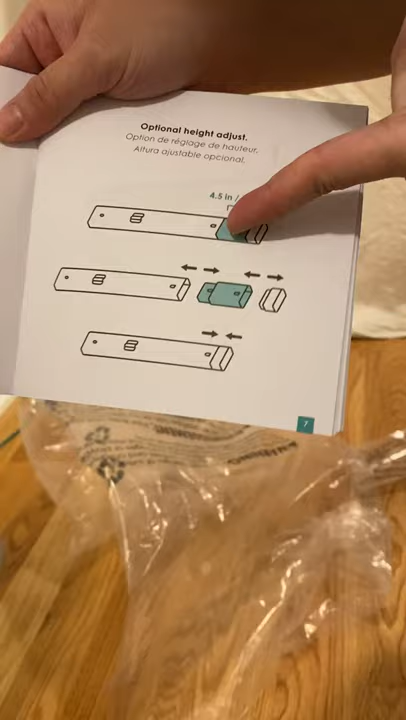 Optional height adjust.
Option de réglage de hauteur.
Altura ajustable opcional.
4.5 in /
7